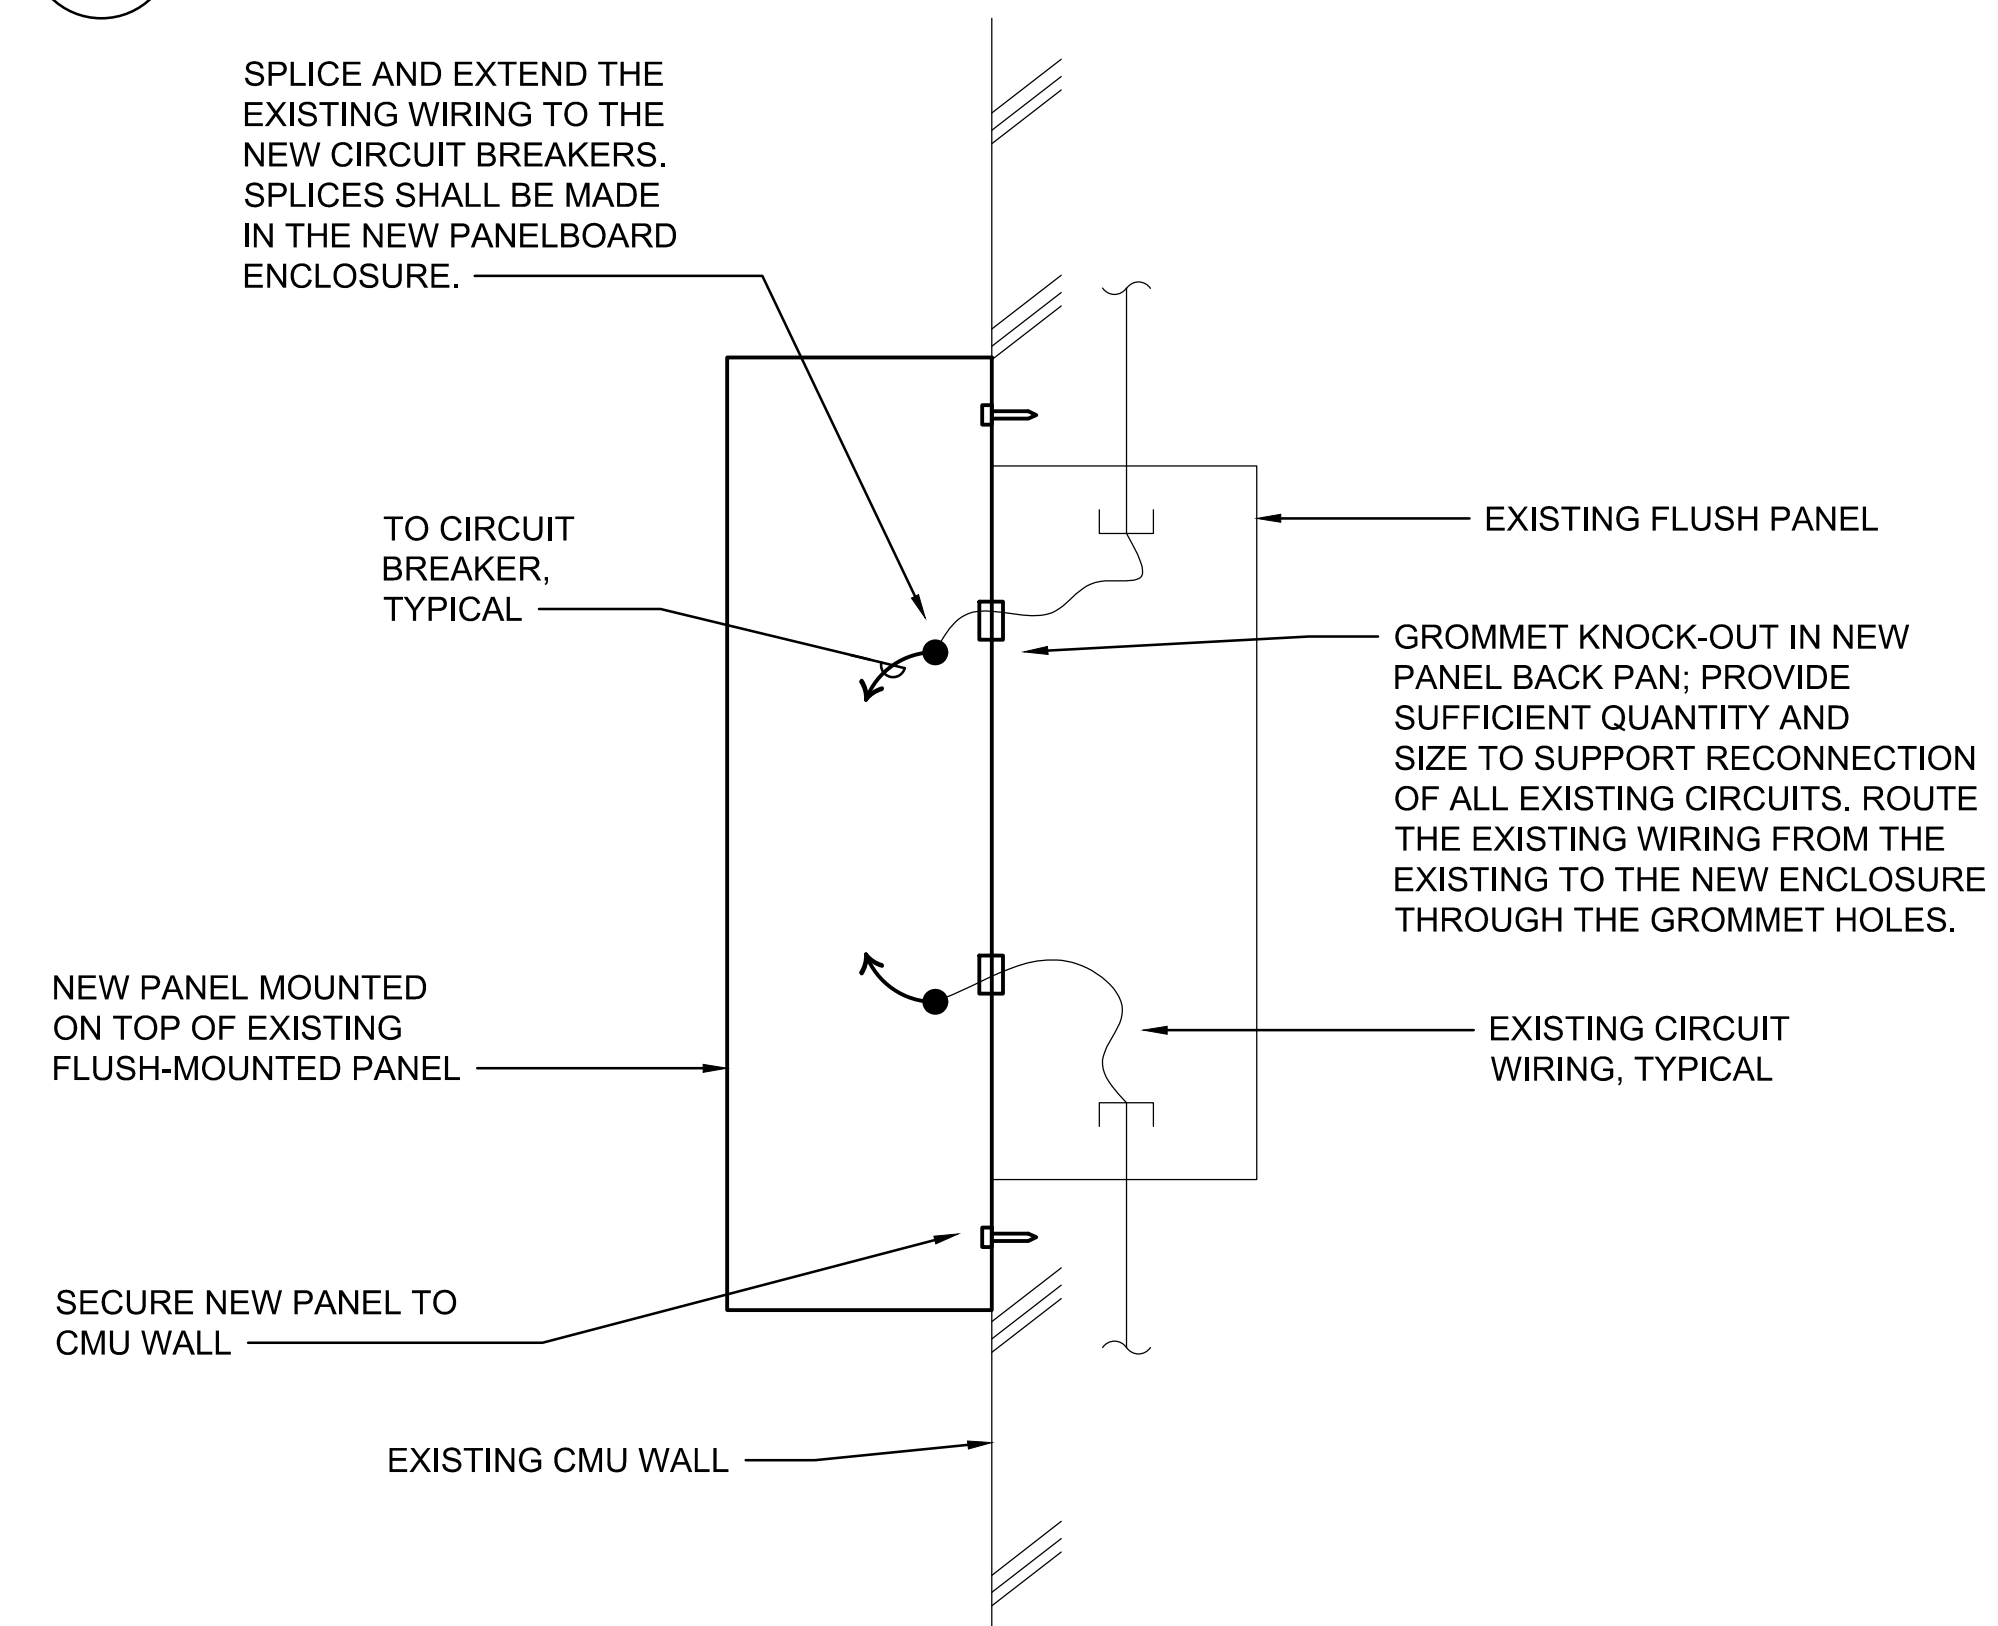 SPLICE AND EXTEND THE
EXISTING WIRING TO THE
NEW CIRCUIT BREAKERS.
SPLICES SHALL BE MADE
IN THE NEW PANELBOARD
ENCLOSURE.
TO CIRCUIT
BREAKER,
TYPICAL
EXISTING FLUSH PANEL
GROMMET KNOCK-OUT IN NEW
PANEL BACK PAN; PROVIDE
SUFFICIENT QUANTITY AND
SIZE TO SUPPORT RECONNECTION
OF ALL EXISTING CIRCUITS. ROUTE
THE EXISTING WIRING FROM THE
EXISTING TO THE NEW ENCLOSURE
THROUGH THE GROMMET HOLES.
NEW PANEL MOUNTED
ON TOP OF EXISTING
FLUSH-MOUNTED PANEL
EXISTING CIRCUIT
WIRING, TYPICAL
SECURE NEW PANEL TO
CMU WALL
EXISTING CMU WALL